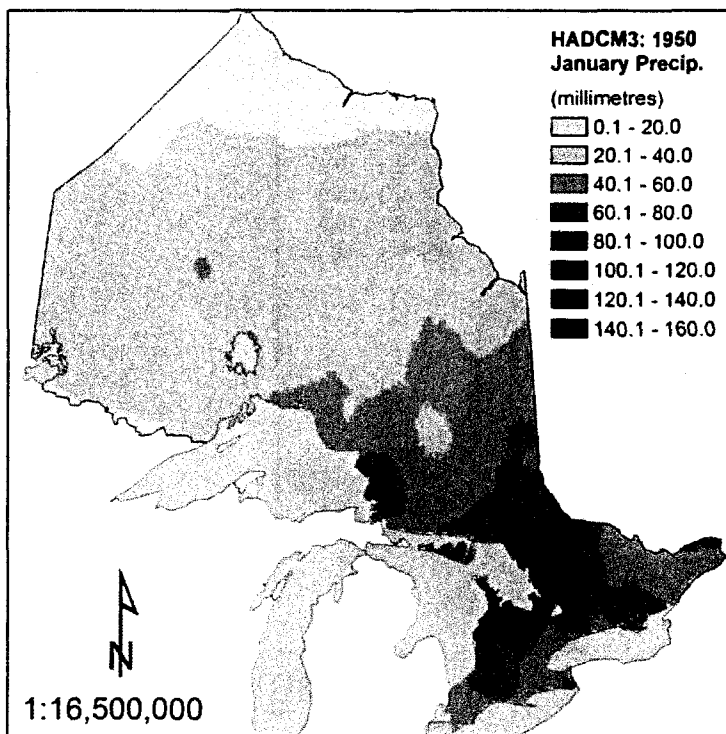 HADCM3: 1950
January Precip.
(millimetres)
0.1 - 20.0
20.1 - 40.0
40.1 - 60.0
60.1 - 80.0
80.1 - 100.0
100.1 - 120.0
120.1 - 140.0
140.1 - 160.0
N
1:16,500,000